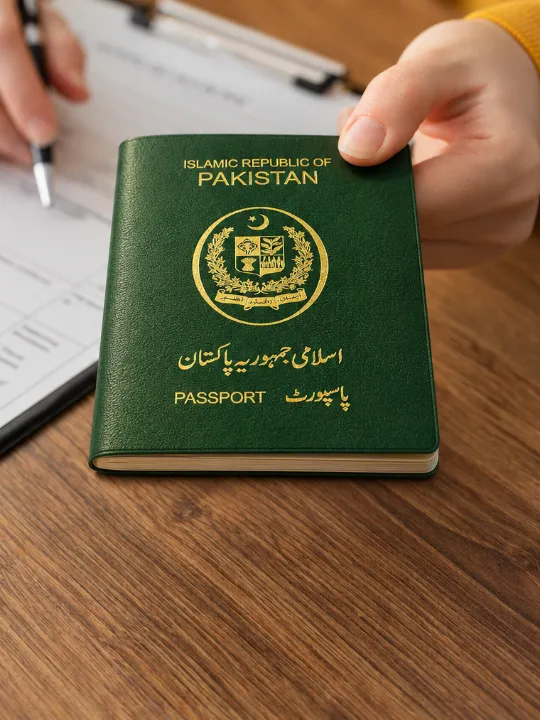 ISLAMIC REPUBLIC OF
PAKISTAN
اسلامی جمہوریہ پاکستان
PASSPORT پاسپورٹ